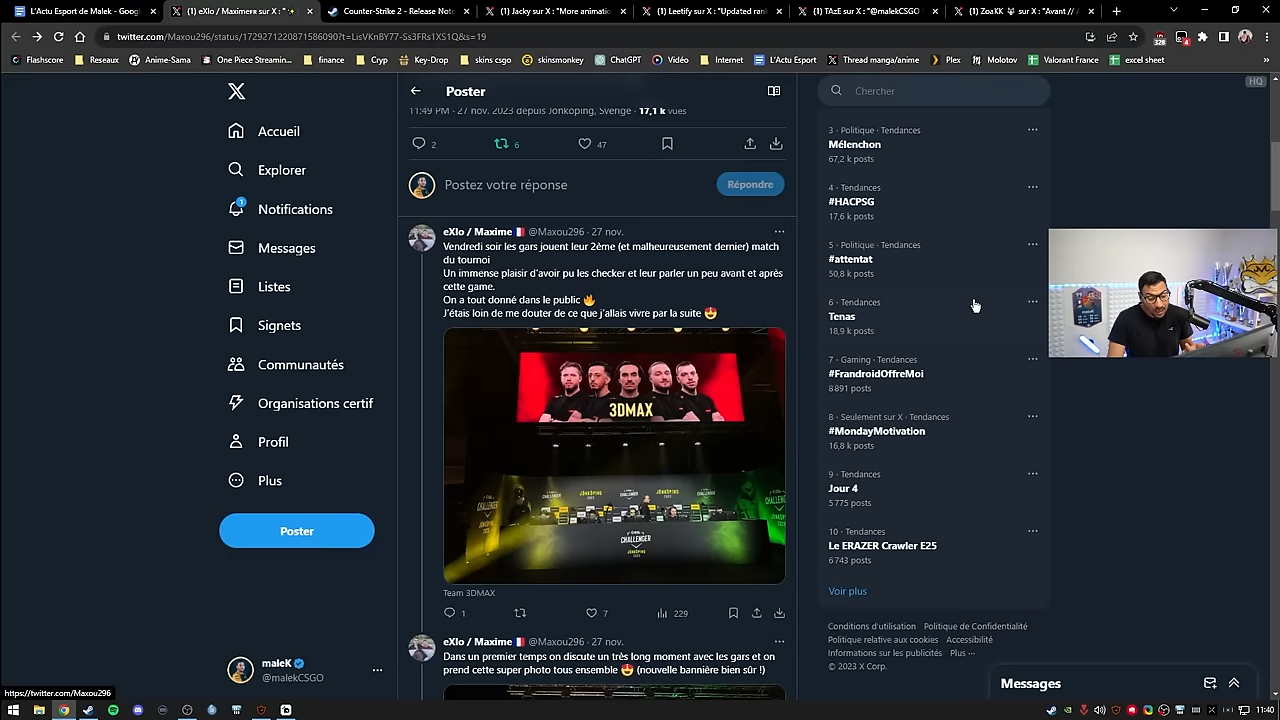 L'Actu Esport de Malek - Googl
eXlo / Maximeғʀ sur X : "✨
Counter-Strike 2 - Release Note
Jacky sur X : "More animatio
Leetify sur X : "Updated ran
TAzE sur X : "@malekCSGO
ZoaKK sur X : "Avant // A
twitter.com/Maxou296/status/1729271220871586090?t=LisVKnBY77-Ss3FRs1XS1Q&s=19
328
4
Flashscore
Reseaux
Anime-Sama
One Piece Streamin...
finance
Cryp
Key-Drop
skins csgo
skinsmonkey
ChatGPT
Vidéo
Internet
L'Actu Esport
Thread manga/anime
Plex
Molotov
Valorant France
excel sheet
HQ
Accueil
Explorer
1
Notifications
Messages
Listes
Signets
Communautés
Organisations certif
Profil
Plus
Poster
maleK
@malekCSGO
https://twitter.com/Maxou296
Poster
11:49 PM · 27 nov. 2023 depuis Jönköping, Sverige · 17,1 k vues
2
6
47
Postez votre réponse
Répondre
eXlo / Maxime 🇫🇷 @Maxou296 · 27 nov.
Vendredi soir les gars jouent leur 2ème (et malheureusement dernier) match
du tournoi
Un immense plaisir d'avoir pu les checker et leur parler un peu avant et après
cette game.
On a tout donné dans le public 🔥
J'étais loin de me douter de ce que j'allais vivre par la suite 😍
3DMAX
CHALLENGER
JÖNKÖPING
Team 3DMAX
1
7
229
eXlo / Maxime 🇫🇷 @Maxou296 · 27 nov.
Dans un premier temps on discute un très long moment avec les gars et on
prend cette super photo tous ensemble 😍 (nouvelle bannière bien sûr !)
Chercher
3 · Politique · Tendances
Mélenchon
67,2 k posts
4 · Tendances
#HACPSG
17,6 k posts
5 · Politique · Tendances
#attentat
50,8 k posts
6 · Tendances
Tenas
18,9 k posts
7 · Gaming · Tendances
#FrandroidOffreMoi
8 891 posts
8 · Seulement sur X · Tendances
#MondayMotivation
16,8 k posts
9 · Tendances
Jour 4
5 775 posts
10 · Tendances
Le ERAZER Crawler E25
6 743 posts
Voir plus
Conditions d'utilisation Politique de Confidentialité
Politique relative aux cookies Accessibilité
Informations sur les publicités Plus ···
© 2023 X Corp.
Messages
11:40